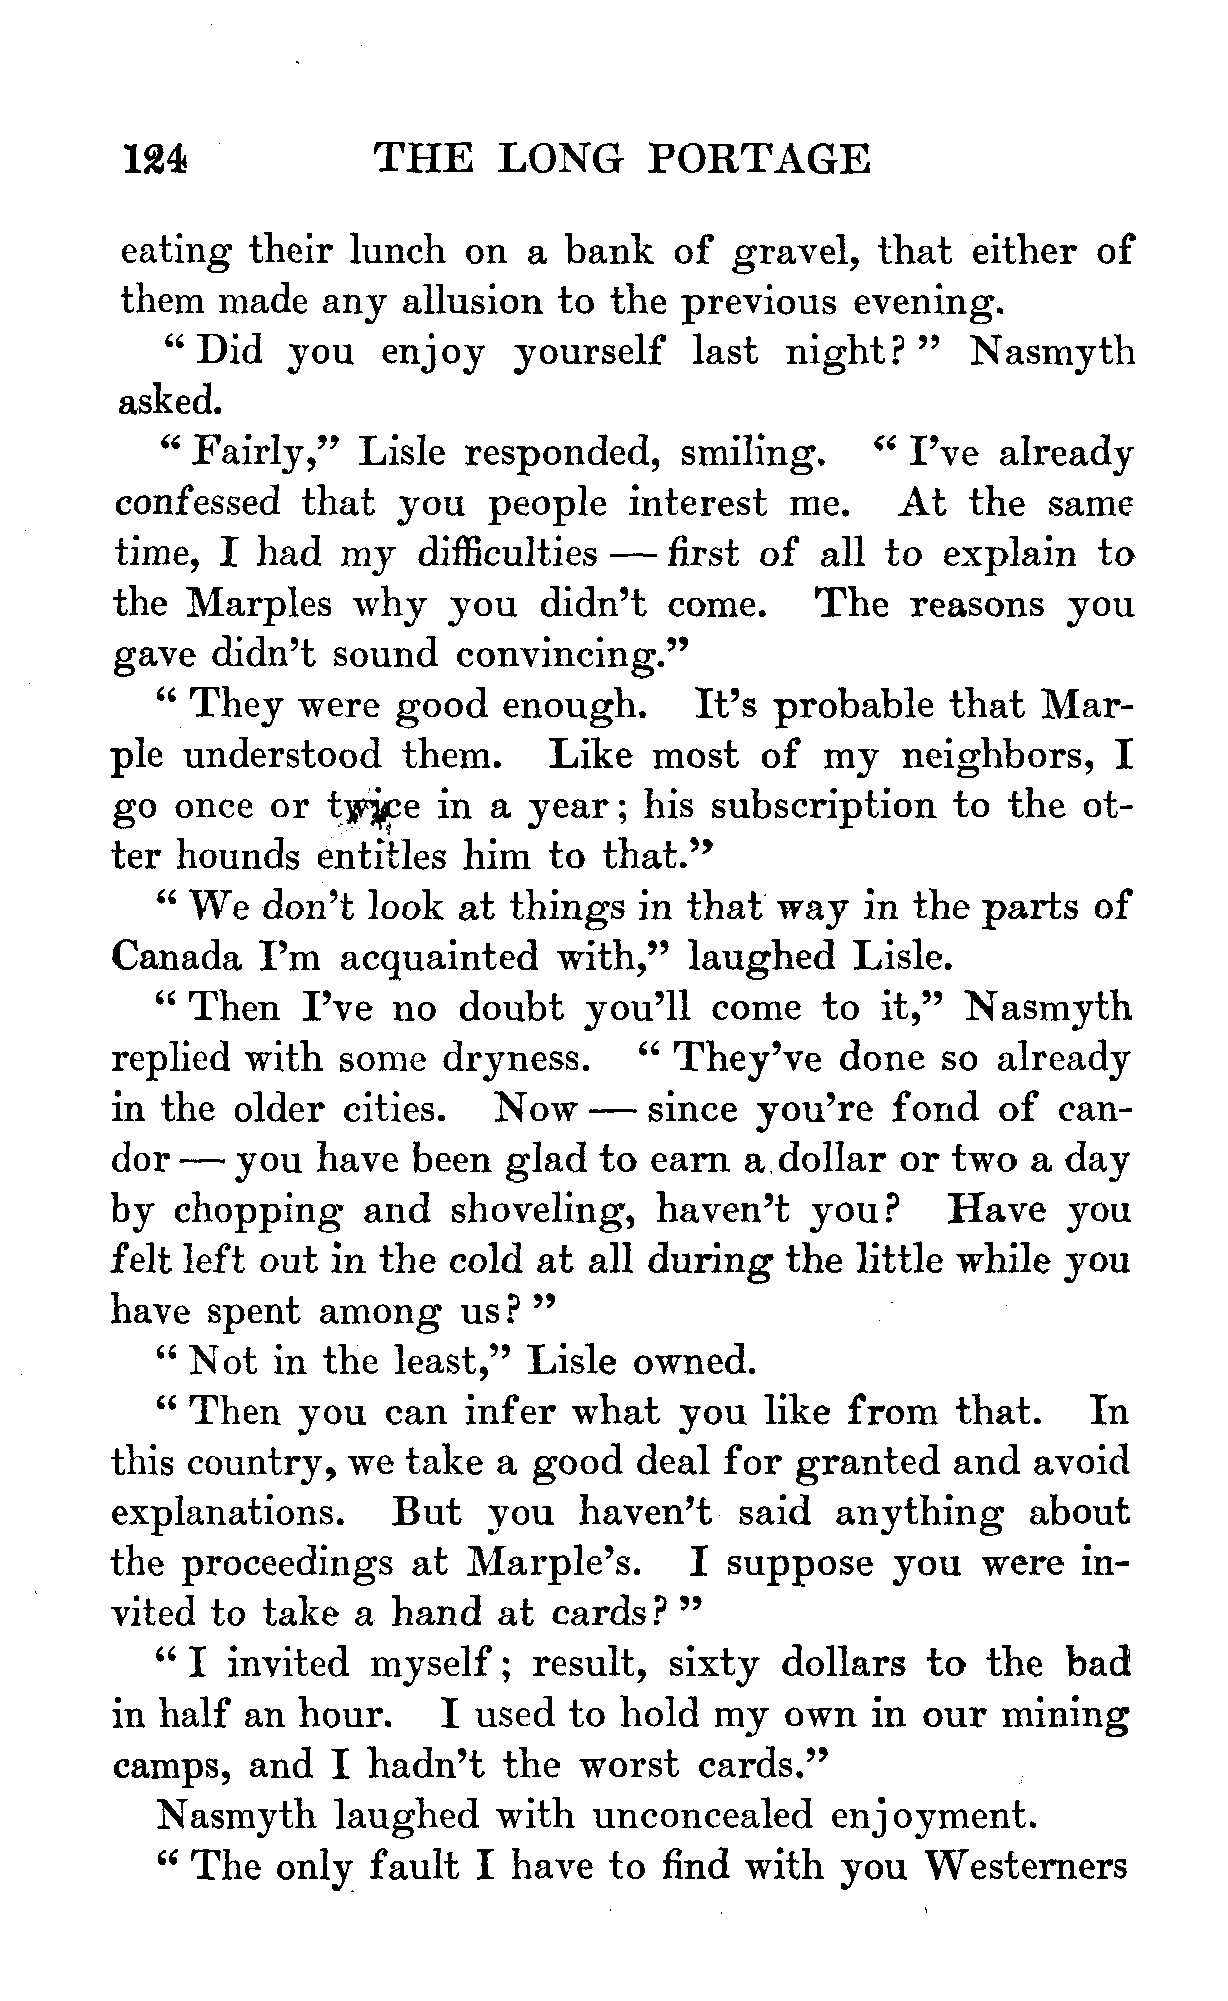 124 THE LONG PORTAGE
eating their lunch on a bank of gravel, that either of
them made any allusion to the previous evening.
“ Did you enjoy yourself last night? ” Nasmyth
asked.
“ Fairly,” Lisle responded, smiling. “ I’ve already
confessed that you people interest me. At the same
time, I had my difficulties — first of all to explain to
the Marples why you didn’t come. The reasons you
gave didn’t sound convincing.”
“ They were good enough. It’s probable that Mar-
ple understood them. Like most of my neighbors, I
go once or twice in a year; his subscription to the ot-
ter hounds entitles him to that.”
“ We don’t look at things in that way in the parts of
Canada I’m acquainted with,” laughed Lisle.
“ Then I’ve no doubt you’ll come to it,” Nasmyth
replied with some dryness. “ They’ve done so already
in the older cities. Now — since you’re fond of can-
dor — you have been glad to earn a dollar or two a day
by chopping and shoveling, haven’t you? Have you
felt left out in the cold at all during the little while you
have spent among us? ”
“ Not in the least,” Lisle owned.
“ Then you can infer what you like from that. In
this country, we take a good deal for granted and avoid
explanations. But you haven’t said anything about
the proceedings at Marple’s. I suppose you were in-
vited to take a hand at cards? ”
“ I invited myself; result, sixty dollars to the bad
in half an hour. I used to hold my own in our mining
camps, and I hadn’t the worst cards.”
Nasmyth laughed with unconcealed enjoyment.
“ The only fault I have to find with you Westerners